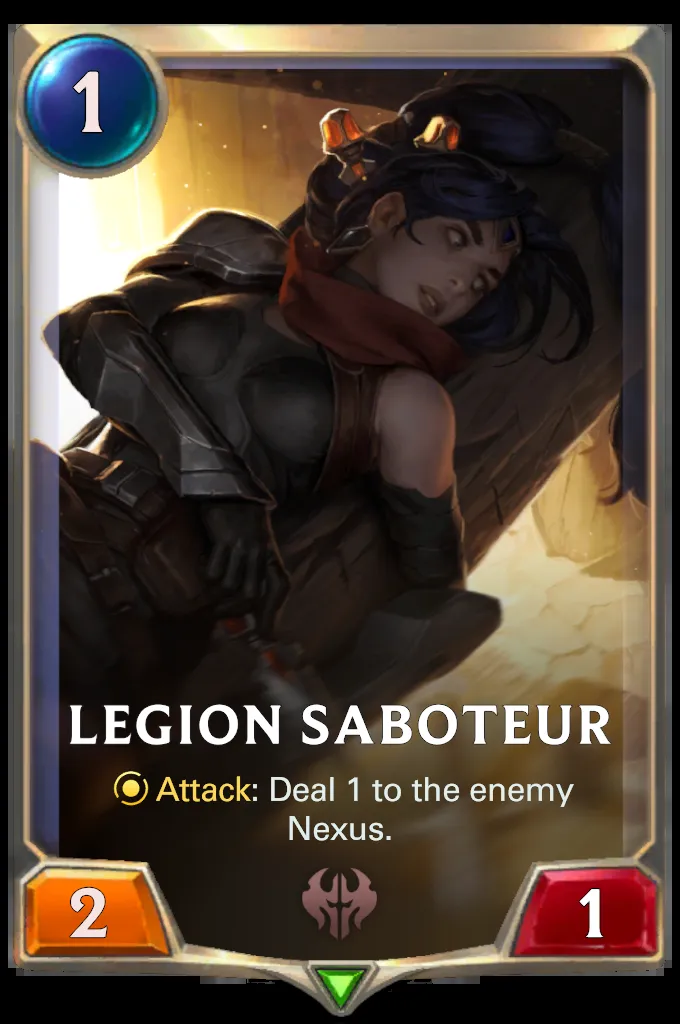 1
LEGION SABOTEUR
Attack: Deal 1 to the enemy
Nexus.
2
1